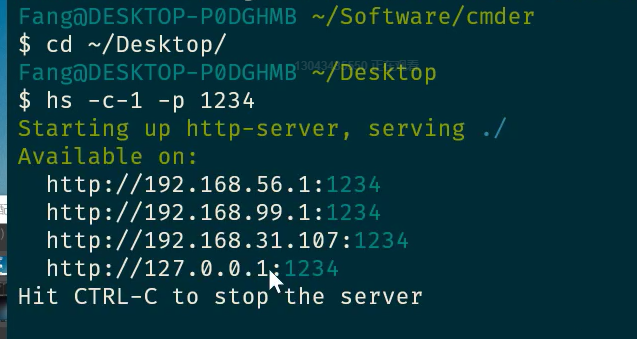 Fang@DESKTOP-P0DGHMB ~/Software/cmder
$ cd ~/Desktop/
Fang@DESKTOP-P0DGHMB ~/Desktop
$ hs -c-1 -p 1234
Starting up http-server, serving ./
Available on:
  http://192.168.56.1:1234
  http://192.168.99.1:1234
  http://192.168.31.107:1234
  http://127.0.0.1:1234
Hit CTRL-C to stop the server